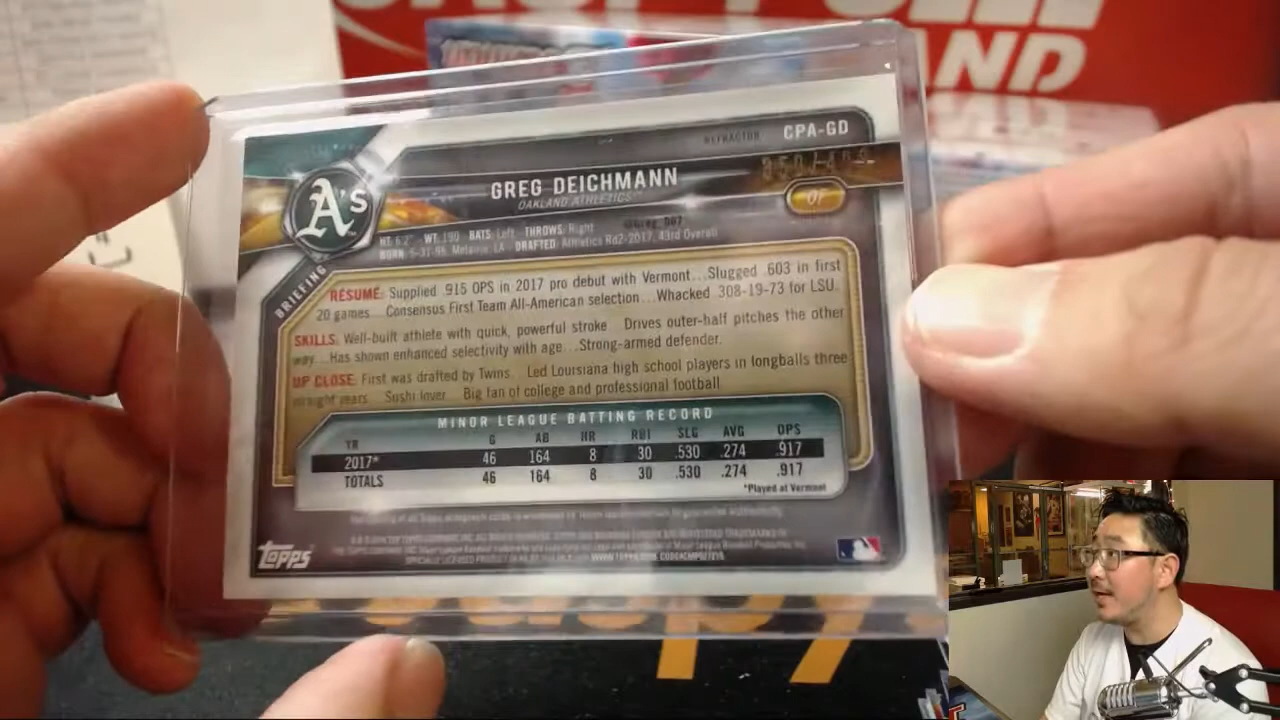 AND
REFRACTOR CPA-GD
GREG DEICHMANN
OAKLAND ATHLETICS™
OF
A's
HT: 6'2" WT: 190 BATS: Left THROWS: Right
BORN: 5-31-95, Metairie, LA DRAFTED: Athletics Rd2-2017, 43rd Overall
BRIEFING
RESUME: Supplied .915 OPS in 2017 pro debut with Vermont...Slugged .603 in first
20 games...Consensus First Team All-American selection...Whacked .308-19-73 for LSU.
SKILLS: Well-built athlete with quick, powerful stroke...Drives outer-half pitches the other
way...Has shown enhanced selectivity with age...Strong-armed defender.
UP CLOSE: First was drafted by Twins...Led Louisiana high school players in longballs three
straight years...Sushi lover...Big fan of college and professional football
MINOR LEAGUE BATTING RECORD
YR G AB HR RBI SLG AVG OPS
2017* 46 164 8 30 .530 .274 .917
TOTALS 46 164 8 30 .530 .274 .917
*Played at Vermont
topps